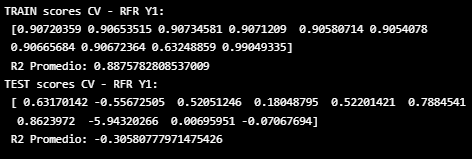 TRAIN scores CV - RFR Y1:
[0.90720359 0.90653515 0.90734581 0.9071209 0.90580714 0.9054078
0.90665684 0.90672364 0.63248859 0.99049335]
R2 Promedio: 0.8875782808537009
TEST scores CV - RFR Y1:
[ 0.63170142 -0.55672505 0.52051246 0.18048795 0.52201421 0.7884541
0.8623972 -5.94320266 0.00695951 -0.07067694]
R2 Promedio: -0.30580777971475426